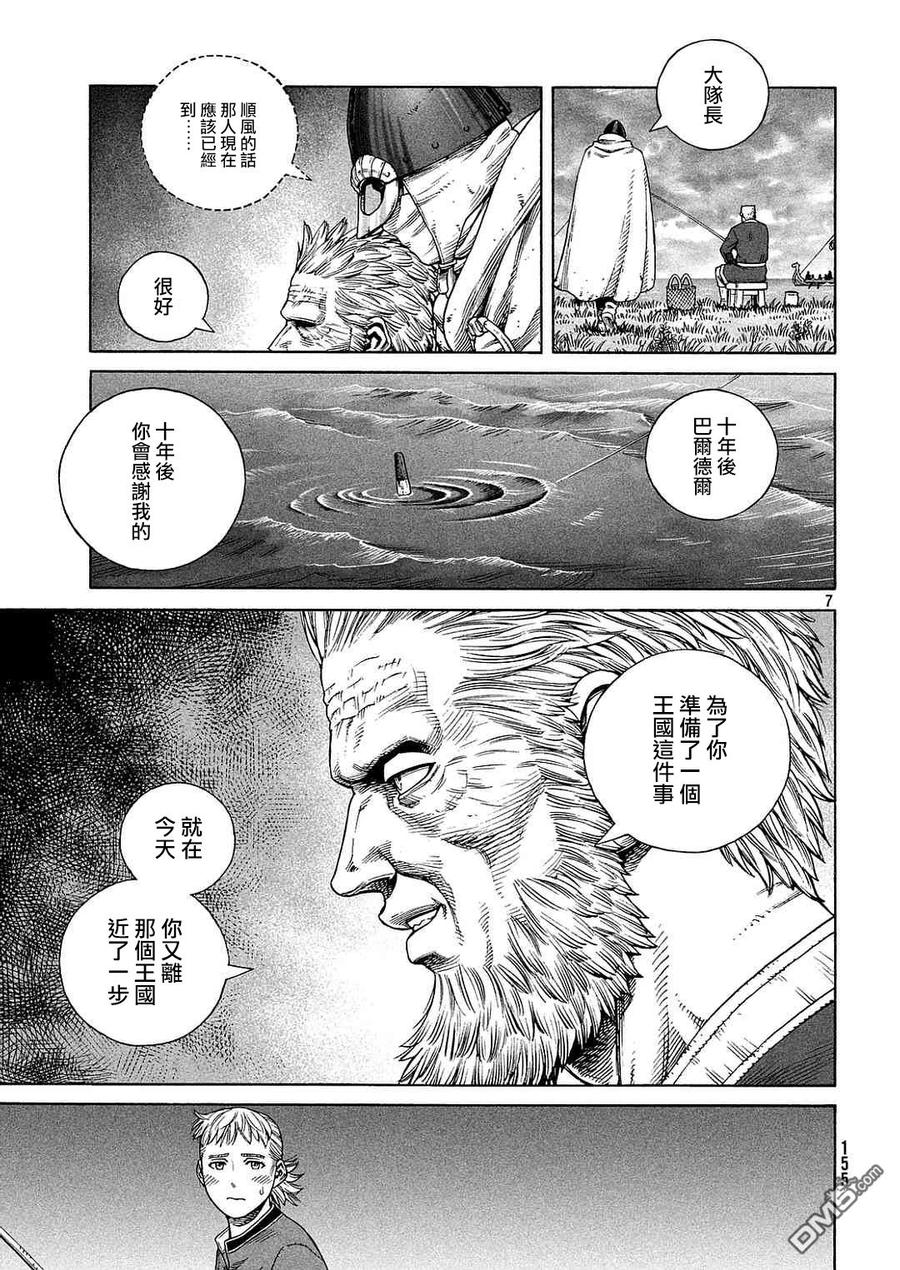 大隊長
順風的話
那人現在
應該已經
到……
很好
十年後
巴爾德爾
十年後
你會感謝我的
7
為了你
準備了一個
王國這件事
就在
今天
你又離
那個王國
近了一步
155
DM5.com